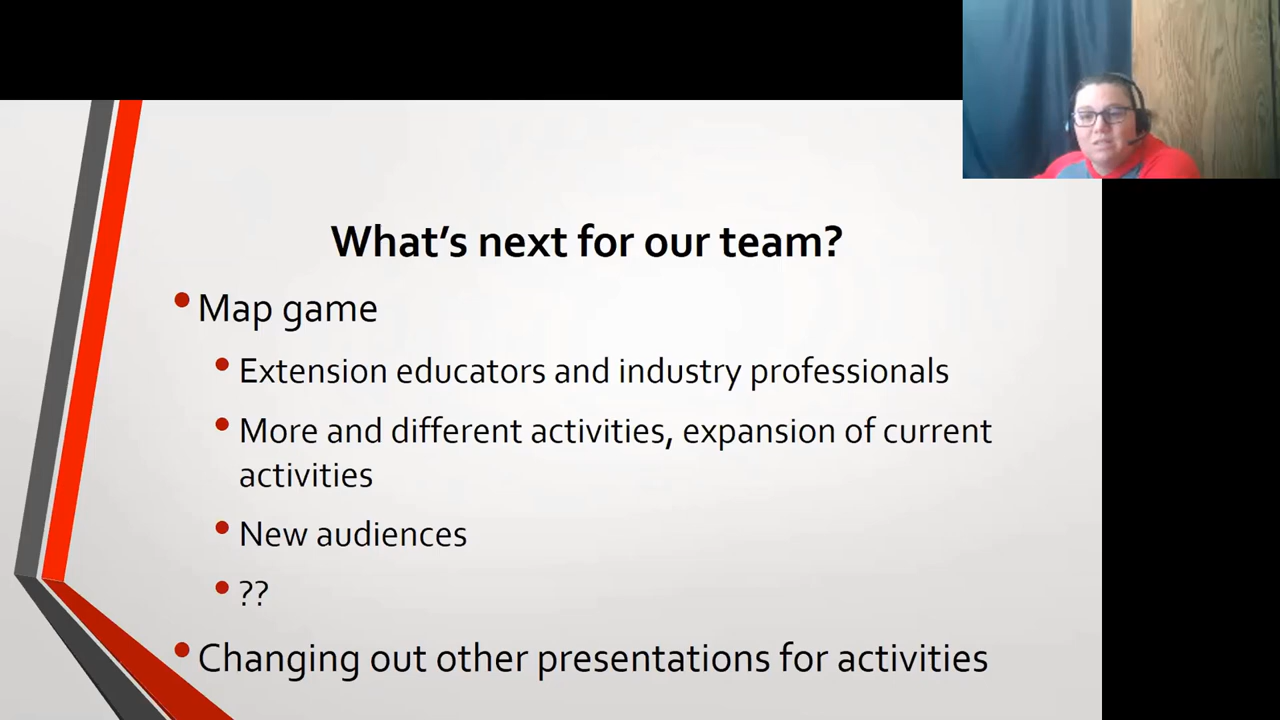 What’s next for our team?
• Map game
• Extension educators and industry professionals
• More and different activities, expansion of current
activities
• New audiences
• ??
• Changing out other presentations for activities